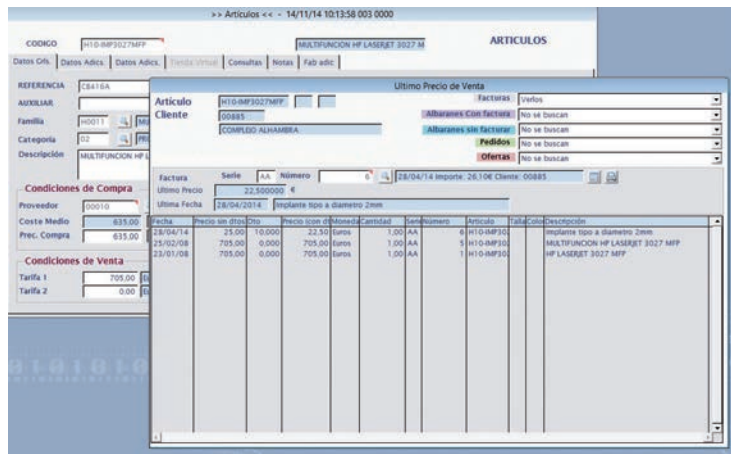 >> Artículos << - 14/11/14 10:13:58 003 0000
CODIGO H10-IMP3027MFP MULTIFUNCION HP LASERJET 3027 M ARTICULOS
Datos Grls. Datos Adics. Datos Adics. Tienda Virtual Consultas Notas Fab adic
REFERENCIA CB416A
AUXILIAR
Familia H0011 MU
Categoría 02
Descripción MULTIFUNCION HP L
Condiciones de Compra
Proveedor 00010
Coste Medio 635,00
Prec. Compra 635,00
Condiciones de Venta
Tarifa 1 705,00
Tarifa 2 0,00
Ultimo Precio de Venta
Artículo H10-IMP3027MFP Facturas Verlos
Cliente 00885 Albaranes Con factura No se buscan
COMPLEJO ALHAMBRA Albaranes sin facturar No se buscan
Pedidos No se buscan
Ofertas No se buscan
Factura Serie AA Número 6 28/04/14 Importe: 26,10€ Cliente: 00885
Ultimo Precio 22,500000 €
Ultima Fecha 28/04/2014 Implante tipo a diametro 2mm
Fecha Precio sin dtos Dto Precio (con dt Moneda Cantidad Serie Número Artículo Talla Color Descripción
28/04/14 25,00 10,000 22,50 Euros 1,00 AA 6 H10-IMP30 Implante tipo a diametro 2mm
25/02/08 705,00 0,000 705,00 Euros 1,00 AA 5 H10-IMP30 MULTIFUNCION HP LASERJET 3027 MFP
23/01/08 705,00 0,000 705,00 Euros 1,00 AA 1 H10-IMP30 HP LASERJET 3027 MFP